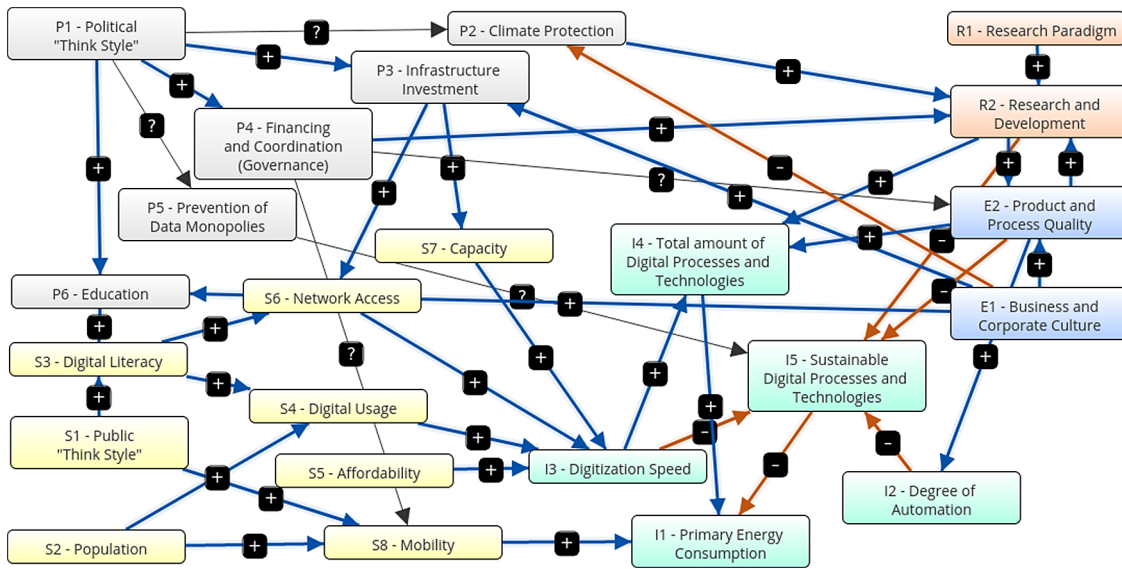 P1 - Political
"Think Style"
?
P2 - Climate Protection
R1 - Research Paradigm
+
P3 - Infrastructure
Investment
+
+
+
R2 - Research and
Development
P4 - Financing
and Coordination
(Governance)
?
+
+
+
–
+
+
+
?
+
+
P5 - Prevention of
Data Monopolies
E2 - Product and
Process Quality
S7 - Capacity
I4 - Total amount of
Digital Processes and
Technologies
+
–
+
P6 - Education
S6 - Network Access
?
+
–
E1 - Business and
Corporate Culture
+
+
S3 - Digital Literacy
?
+
+
I5 - Sustainable
Digital Processes and
Technologies
+
+
+
+
S4 - Digital Usage
+
S1 - Public
"Think Style"
+
–
–
S5 - Affordability
+
I3 - Digitization Speed
–
+
+
I2 - Degree of
Automation
S2 - Population
+
S8 - Mobility
+
I1 - Primary Energy
Consumption